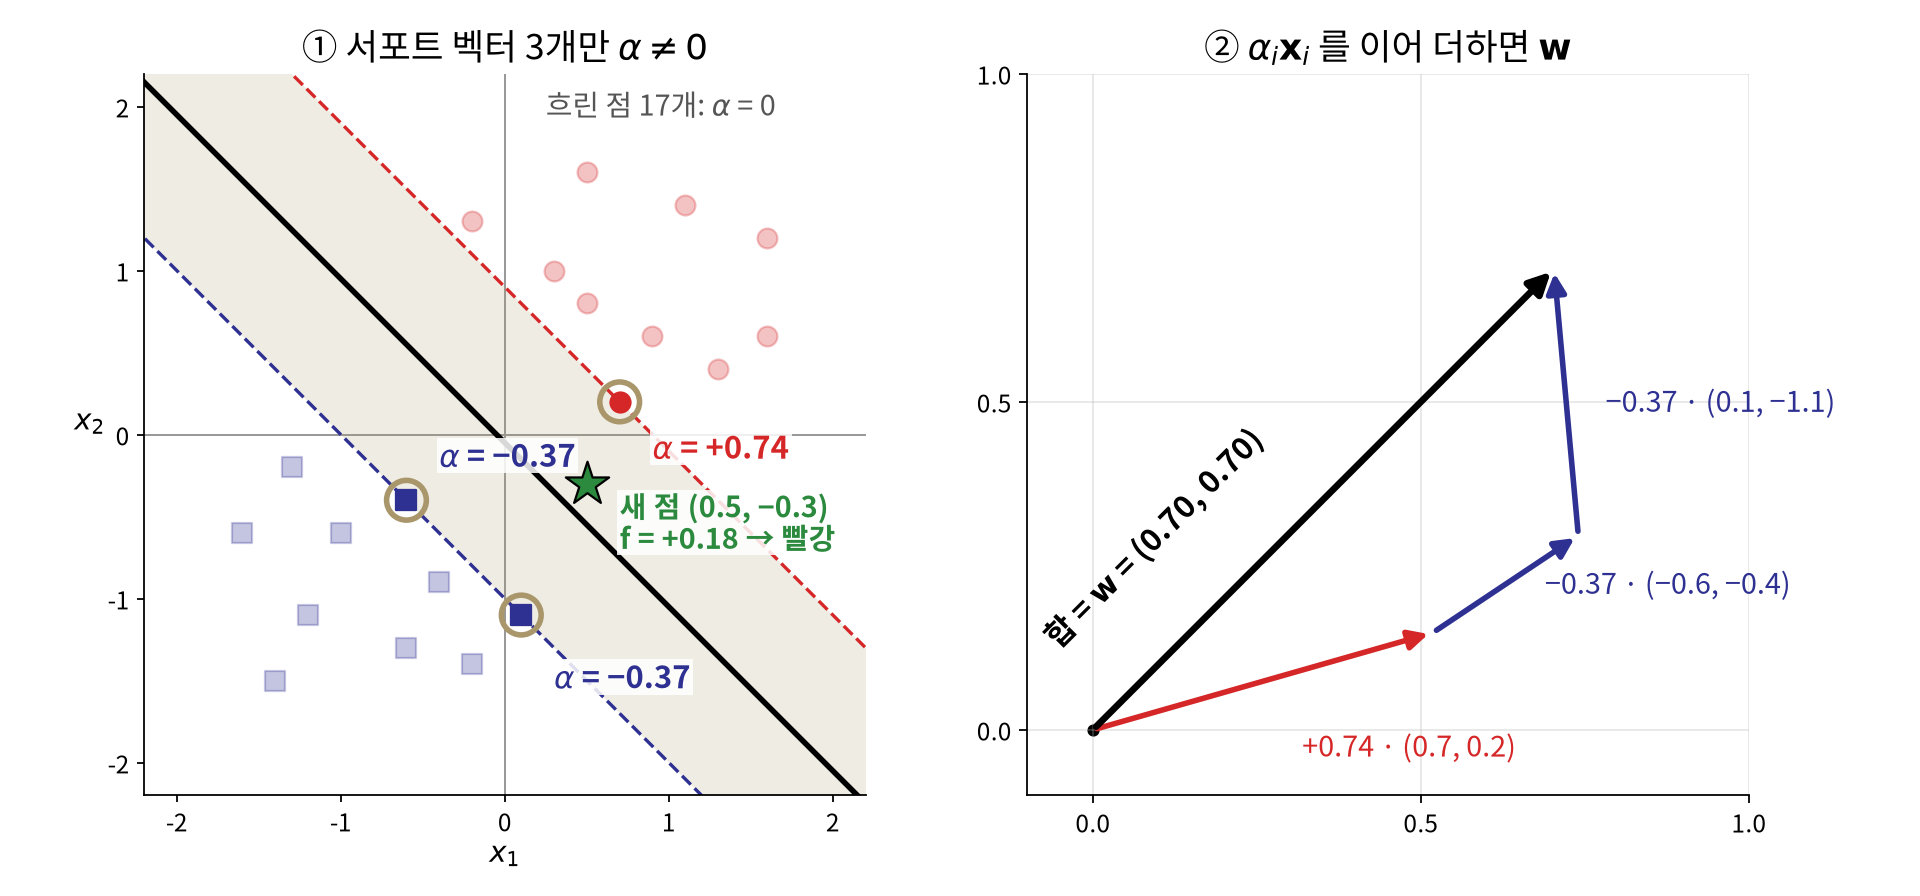 ① 서포트 벡터 3개만 α ≠ 0
흐린 점 17개: α = 0
2
1
0
-1
-2
x₂
α = −0.37
α = +0.74
새 점 (0.5, −0.3)
f = +0.18 → 빨강
α = −0.37
-2
-1
0
1
2
x₁
② αᵢxᵢ 를 이어 더하면 w
1.0
0.5
0.0
−0.37 · (0.1, −1.1)
합 = w = (0.70, 0.70)
−0.37 · (−0.6, −0.4)
+0.74 · (0.7, 0.2)
0.0
0.5
1.0